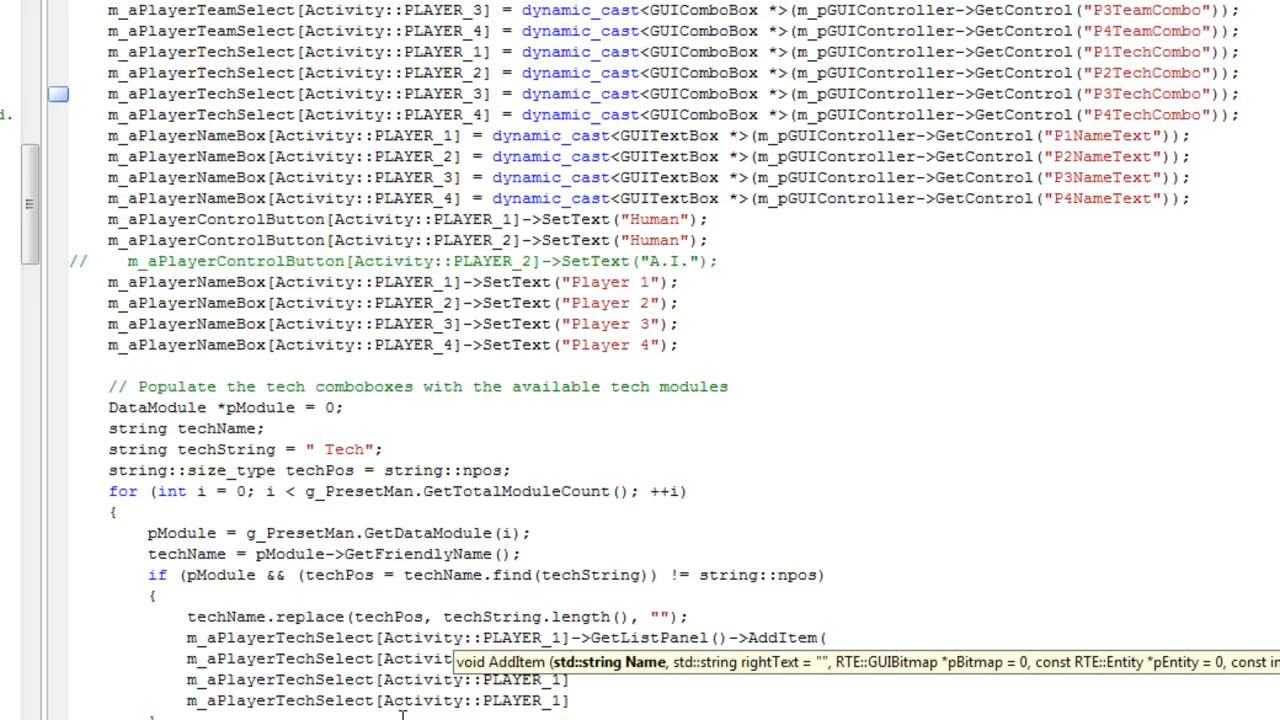 m_aPlayerTeamSelect[Activity::PLAYER_3] = dynamic_cast<GUIComboBox *>(m_pGUIController->GetControl("P3TeamCombo"));
m_aPlayerTeamSelect[Activity::PLAYER_4] = dynamic_cast<GUIComboBox *>(m_pGUIController->GetControl("P4TeamCombo"));
m_aPlayerTechSelect[Activity::PLAYER_1] = dynamic_cast<GUIComboBox *>(m_pGUIController->GetControl("P1TechCombo"));
m_aPlayerTechSelect[Activity::PLAYER_2] = dynamic_cast<GUIComboBox *>(m_pGUIController->GetControl("P2TechCombo"));
m_aPlayerTechSelect[Activity::PLAYER_3] = dynamic_cast<GUIComboBox *>(m_pGUIController->GetControl("P3TechCombo"));
d.
m_aPlayerTechSelect[Activity::PLAYER_4] = dynamic_cast<GUIComboBox *>(m_pGUIController->GetControl("P4TechCombo"));
m_aPlayerNameBox[Activity::PLAYER_1] = dynamic_cast<GUITextBox *>(m_pGUIController->GetControl("P1NameText"));
m_aPlayerNameBox[Activity::PLAYER_2] = dynamic_cast<GUITextBox *>(m_pGUIController->GetControl("P2NameText"));
m_aPlayerNameBox[Activity::PLAYER_3] = dynamic_cast<GUITextBox *>(m_pGUIController->GetControl("P3NameText"));
m_aPlayerNameBox[Activity::PLAYER_4] = dynamic_cast<GUITextBox *>(m_pGUIController->GetControl("P4NameText"));
m_aPlayerControlButton[Activity::PLAYER_1]->SetText("Human");
m_aPlayerControlButton[Activity::PLAYER_2]->SetText("Human");
// m_aPlayerControlButton[Activity::PLAYER_2]->SetText("A.I.");
m_aPlayerNameBox[Activity::PLAYER_1]->SetText("Player 1");
m_aPlayerNameBox[Activity::PLAYER_2]->SetText("Player 2");
m_aPlayerNameBox[Activity::PLAYER_3]->SetText("Player 3");
m_aPlayerNameBox[Activity::PLAYER_4]->SetText("Player 4");
// Populate the tech comboboxes with the available tech modules
DataModule *pModule = 0;
string techName;
string techString = " Tech";
string::size_type techPos = string::npos;
for (int i = 0; i < g_PresetMan.GetTotalModuleCount(); ++i)
{
pModule = g_PresetMan.GetDataModule(i);
techName = pModule->GetFriendlyName();
if (pModule && (techPos = techName.find(techString)) != string::npos)
{
techName.replace(techPos, techString.length(), "");
m_aPlayerTechSelect[Activity::PLAYER_1]->GetListPanel()->AddItem(
m_aPlayerTechSelect[Activit
void AddItem (std::string Name, std::string rightText = "", RTE::GUIBitmap *pBitmap = 0, const RTE::Entity *pEntity = 0, const in
m_aPlayerTechSelect[Activity::PLAYER_1]
m_aPlayerTechSelect[Activity::PLAYER_1]